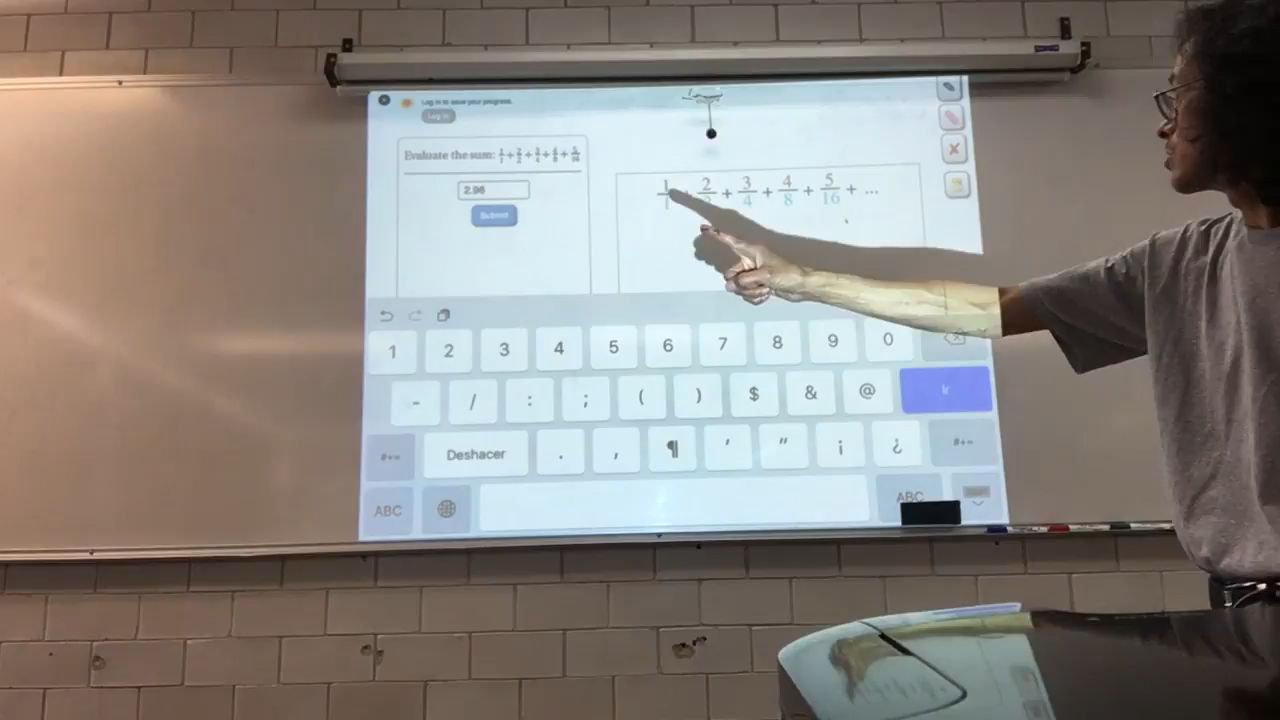 Log in to save your progress.
Log in
Evaluate the sum: 1/1 + 2/2 + 3/4 + 4/8 + 5/16
2.96
Submit
1/1 + 2/2 + 3/4 + 4/8 + 5/16 + ...
1 2 3 4 5 6 7 8 9 0
- / : ; ( ) $ & @ Ir
#+= Deshacer . , ¶ ' " ¡ ¿ #+=
ABC ABC